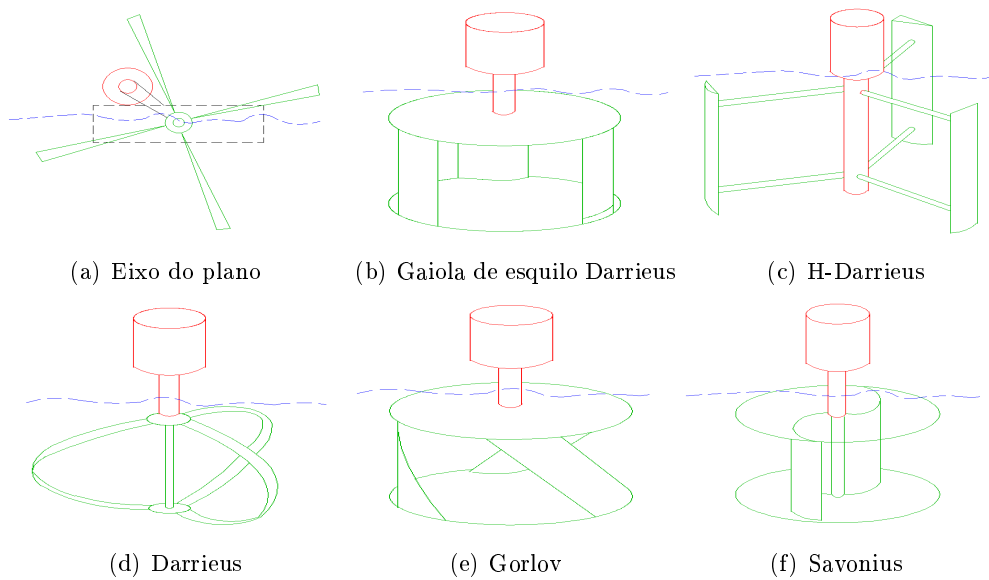 (a) Eixo do plano
(b) Gaiola de esquilo Darrieus
(c) H-Darrieus
(d) Darrieus
(e) Gorlov
(f) Savonius